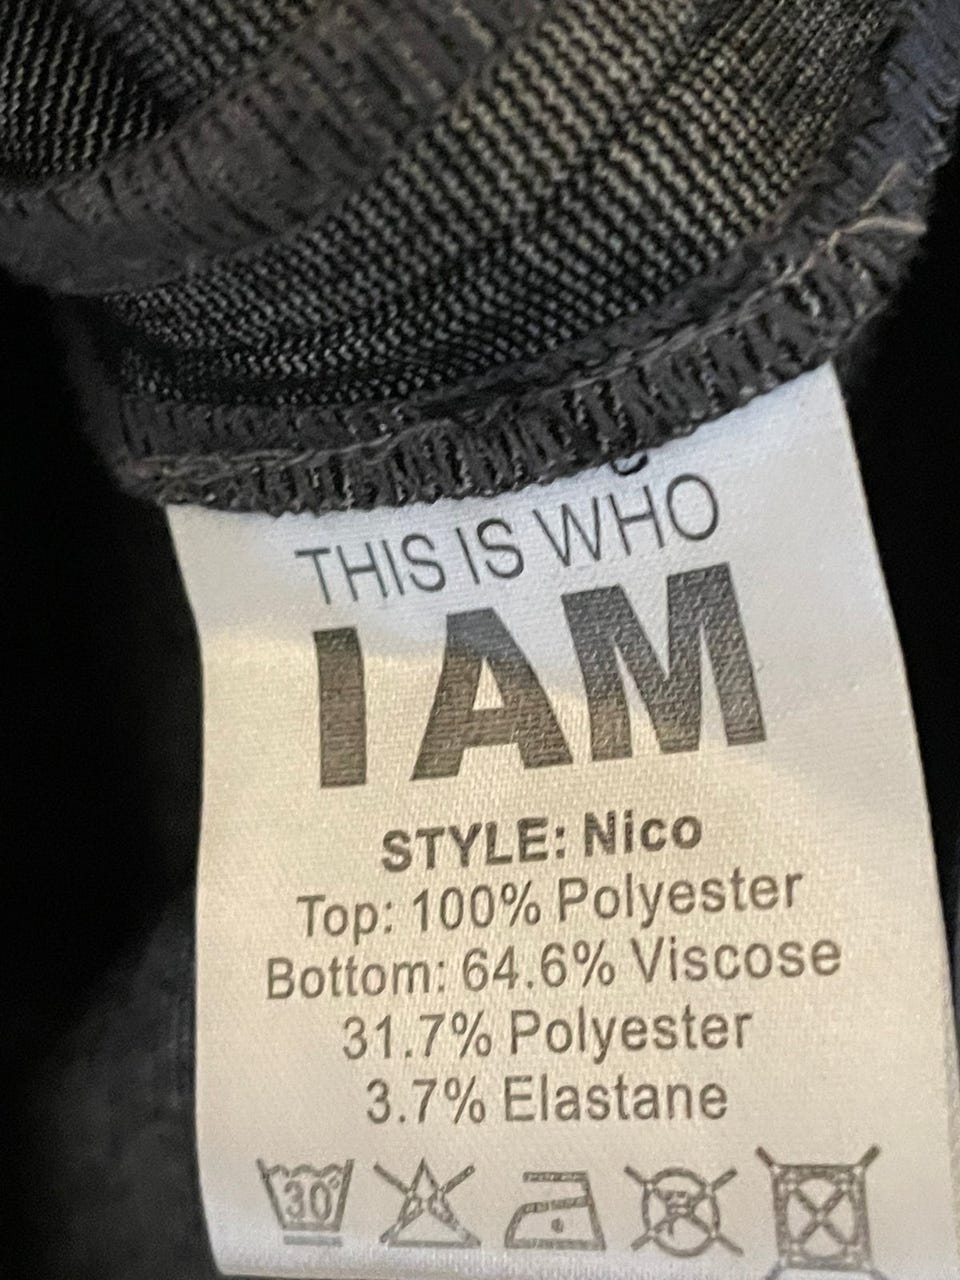 THIS IS WHO
I AM
STYLE: Nico
Top: 100% Polyester
Bottom: 64.6% Viscose
31.7% Polyester
3.7% Elastane
30°